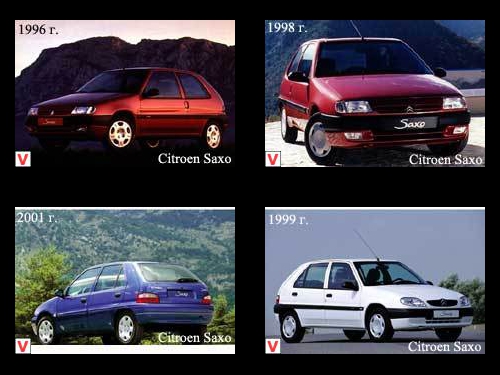 1996 г.
V
Citroen Saxo
1998 г.
Saxo
V
Citroen Saxo
2001 г.
V
Citroen Saxo
1999 г.
V
Citroen Saxo